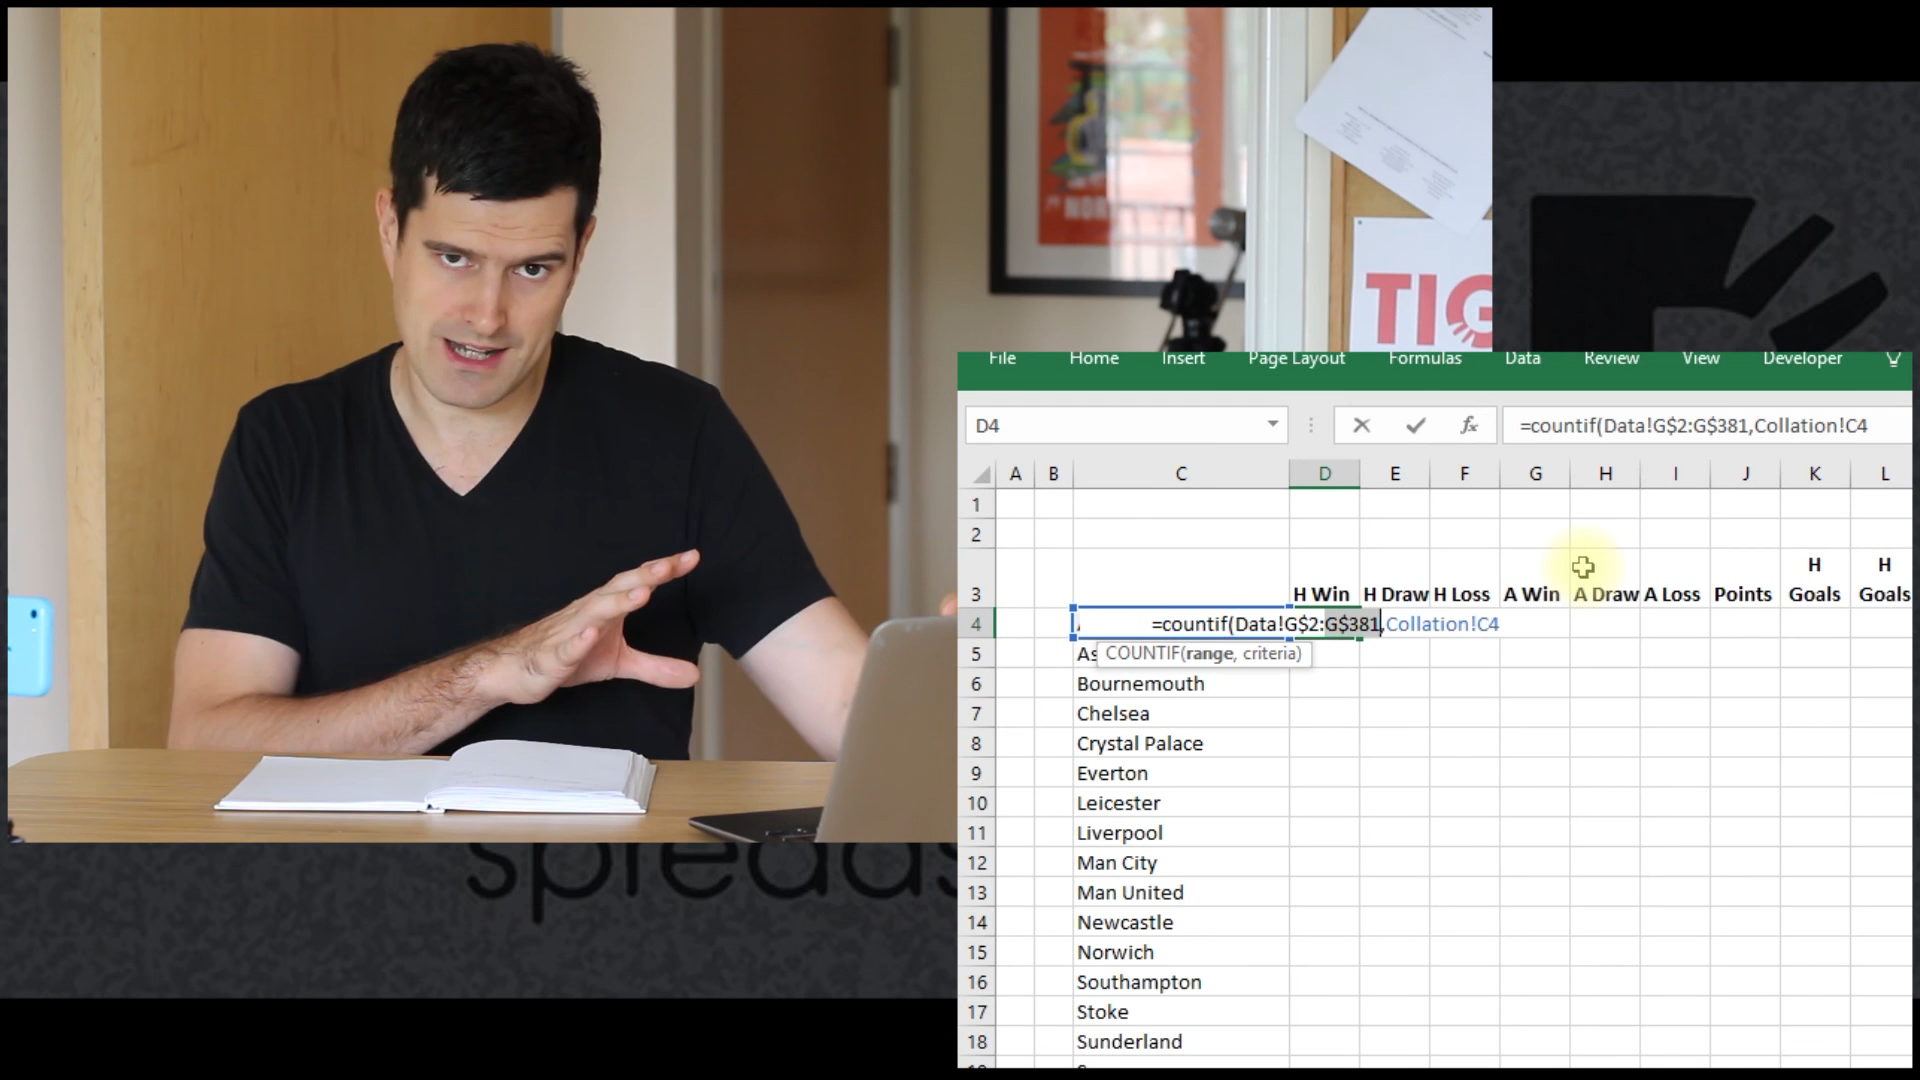 TIG
File Home Insert Page Layout Formulas Data Review View Developer
D4 fx =countif(Data!G$2:G$381,Collation!C4
A B C D E F G H I J K L
1
2
H H
3 H Win H Draw H Loss A Win A Draw A Loss Points Goals Goals
4 =countif(Data!G$2:G$381,Collation!C4
5 As COUNTIF(range, criteria)
6 Bournemouth
7 Chelsea
8 Crystal Palace
9 Everton
10 Leicester
11 Liverpool
12 Man City
13 Man United
14 Newcastle
15 Norwich
16 Southampton
17 Stoke
18 Sunderland
spreads